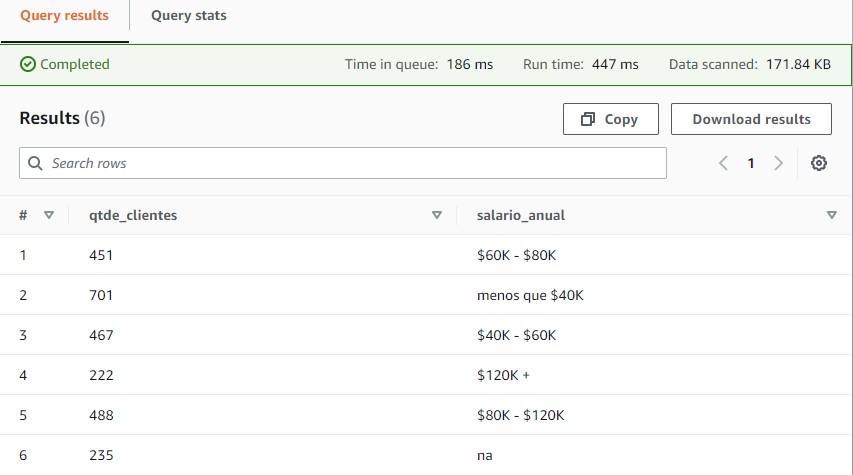 Query results Query stats
Completed Time in queue: 186 ms Run time: 447 ms Data scanned: 171.84 KB
Results (6) Copy Download results
Search rows 1
# qtde_clientes salario_anual
1 451 $60K - $80K
2 701 menos que $40K
3 467 $40K - $60K
4 222 $120K +
5 488 $80K - $120K
6 235 na